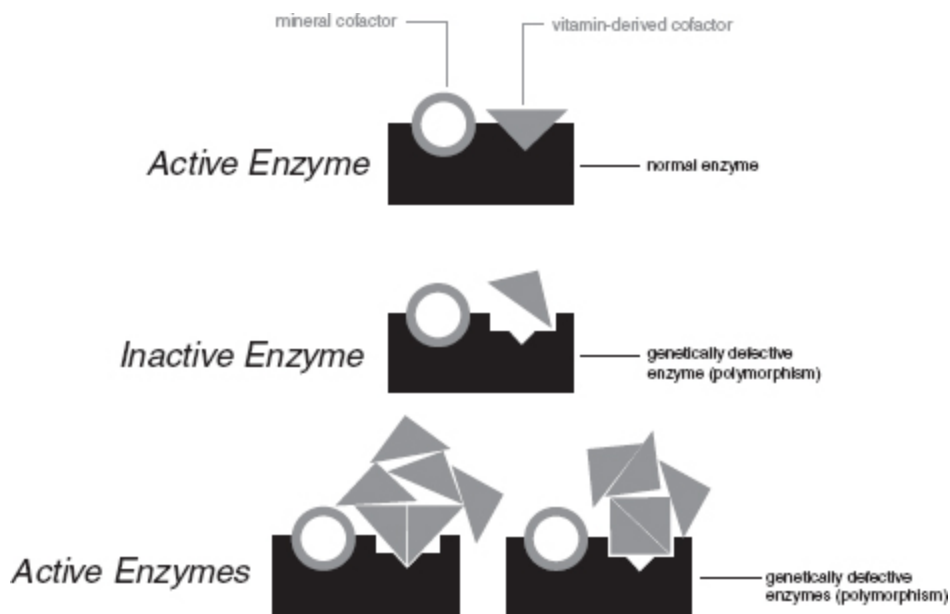 mineral cofactor
vitamin-derived cofactor
Active Enzyme
normal enzyme
Inactive Enzyme
genetically defective
enzyme (polymorphism)
Active Enzymes
genetically defective
enzymes (polymorphism)